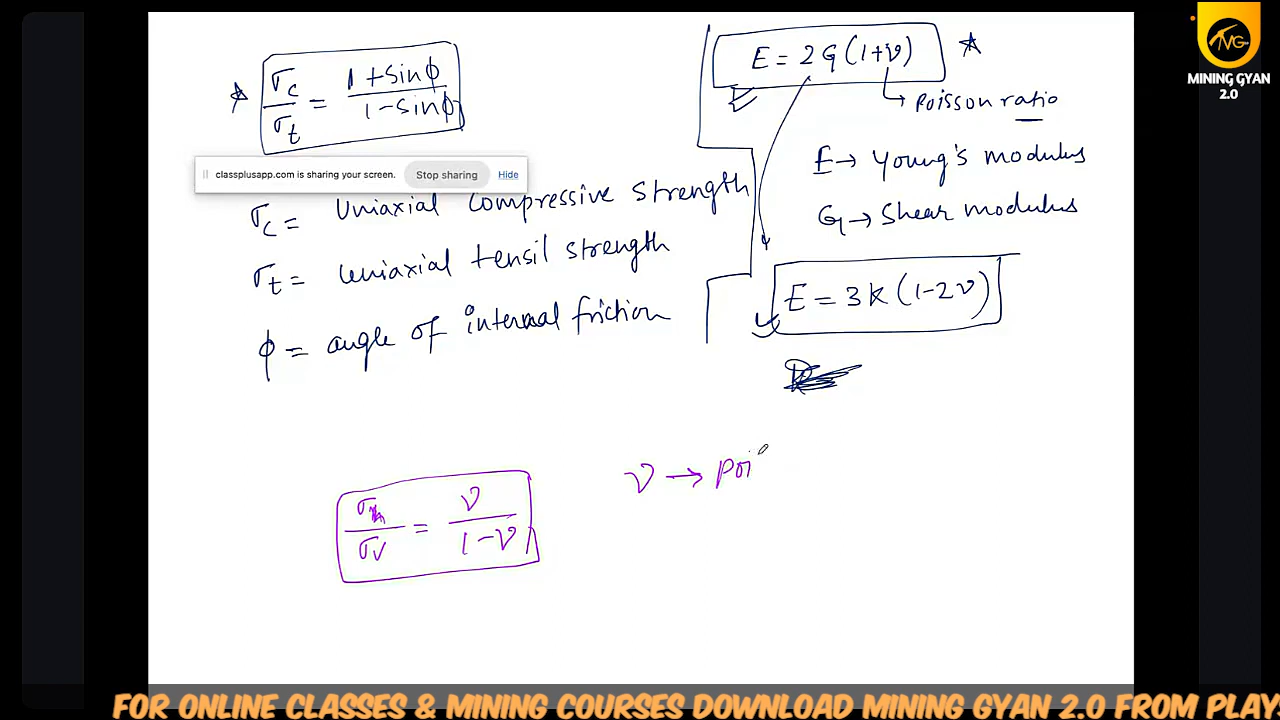 σc/σt = 1+sinφ/1-sinφ
classplusapp.com is sharing your screen. Stop sharing Hide
σc = Uniaxial compressive strength
σt = Uniaxial tensil strength
φ = angle of internal friction
E = 2G(1+ν)
Poisson ratio
E→ Young's modulus
G→ Shear modulus
E = 3K(1-2ν)
σh/σv = ν/1-ν
ν → Poi
TNG
MINING GYAN
2.0
FOR ONLINE CLASSES & MINING COURSES DOWNLOAD MINING GYAN 2.0 FROM PLAY